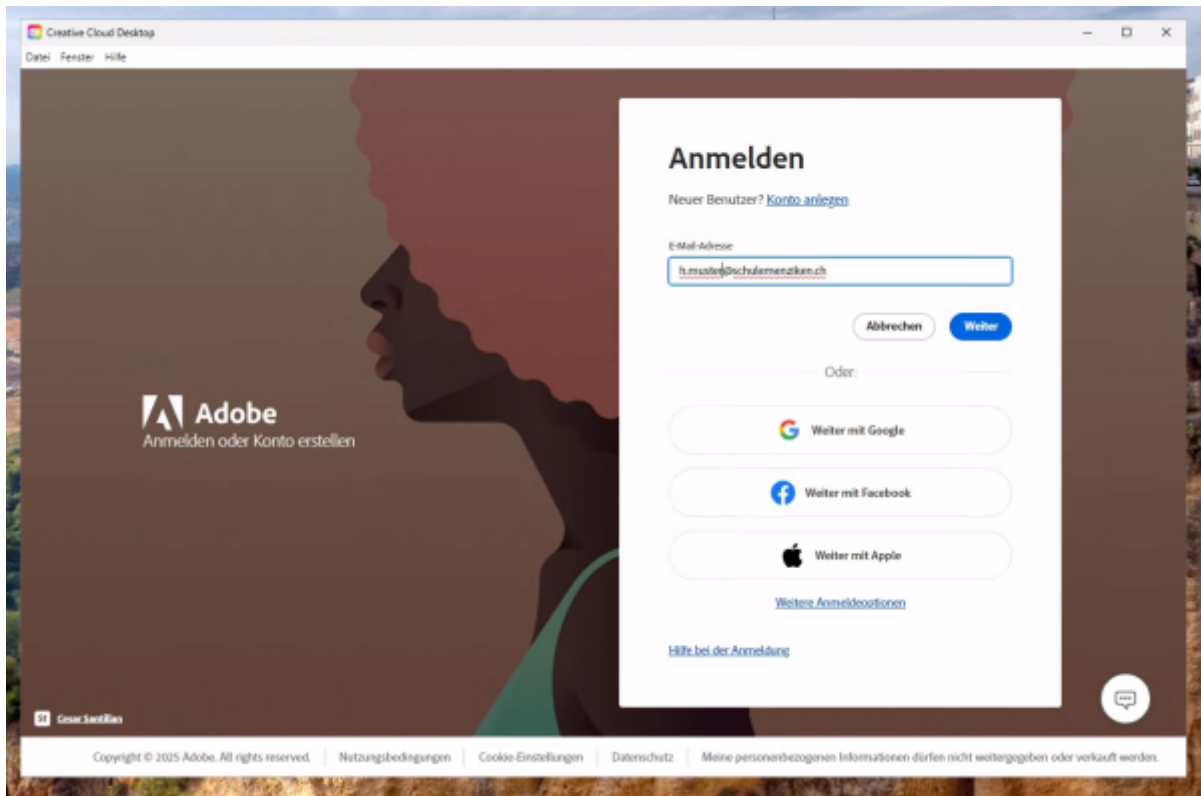 Creative Cloud Desktop
Datei Fenster Hilfe
Anmelden
Neuer Benutzer? Konto anlegen
E-Mail-Adresse
h.muster@schulemenziken.ch
Abbrechen Weiter
Oder:
Adobe
Anmelden oder Konto erstellen
Weiter mit Google
Weiter mit Facebook
Weiter mit Apple
Weitere Anmeldeoptionen
Hilfe bei der Anmeldung
St Cesar Santillan
Copyright © 2025 Adobe. All rights reserved. Nutzungsbedingungen Cookie-Einstellungen Datenschutz Meine personenbezogenen Informationen dürfen nicht weitergegeben oder verkauft werden.